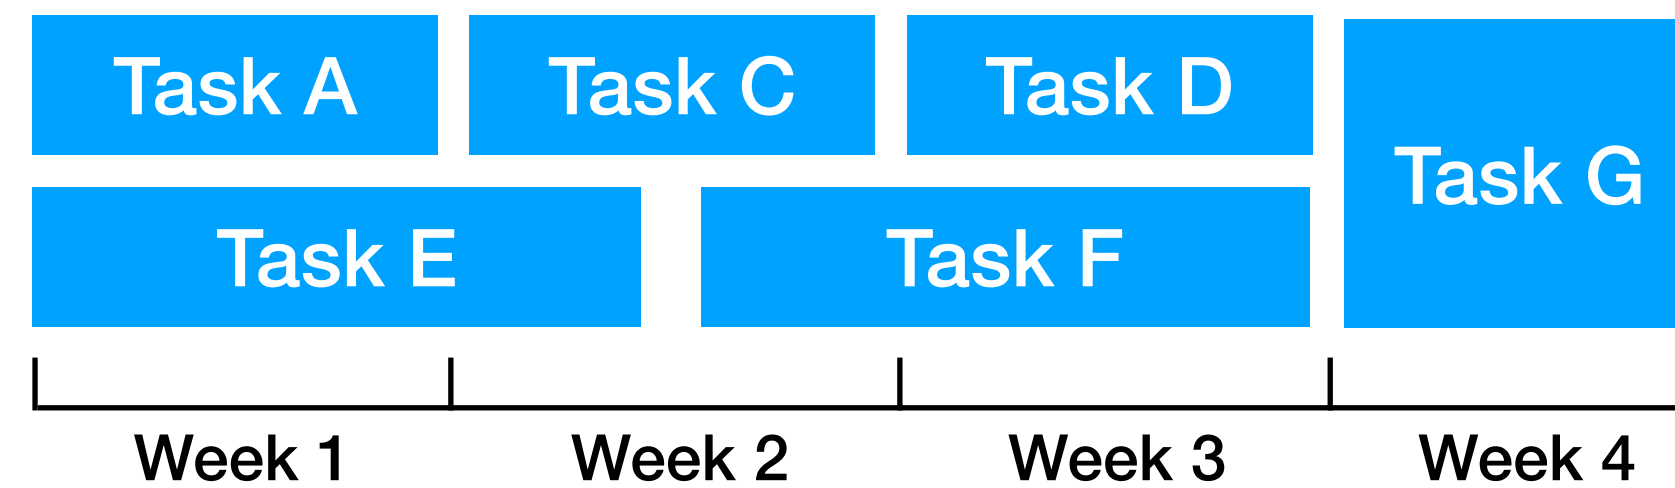 Task A
Task C
Task D
Task G
Task E
Task F
Week 1
Week 2
Week 3
Week 4